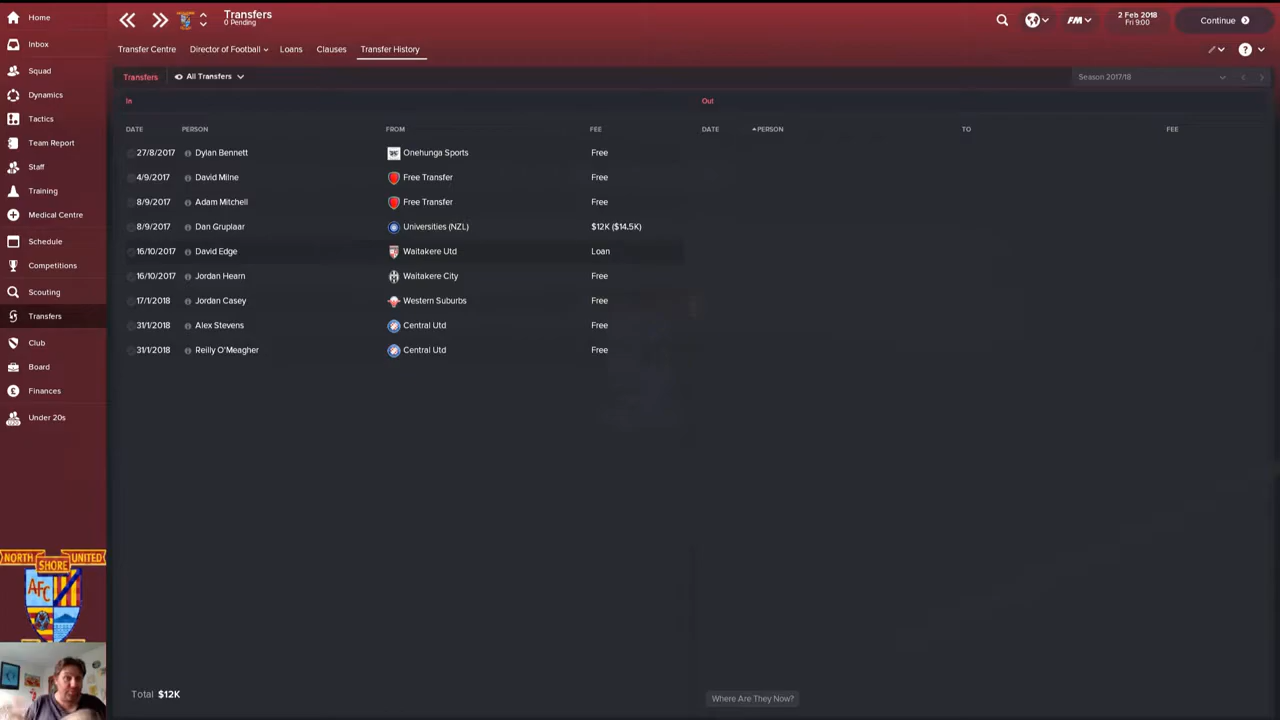 Home
Inbox
Squad
Dynamics
Tactics
Team Report
Staff
Training
Medical Centre
Schedule
Competitions
Scouting
Transfers
Club
Board
Finances
Under 20s
NORTH SHORE UNITED
AFC
Transfers
0 Pending
FM
2 Feb 2018
Fri 9:00
Continue
Transfer Centre Director of Football Loans Clauses Transfer History
Transfers All Transfers Season 2017/18
In Out
DATE PERSON FROM FEE DATE PERSON TO FEE
27/8/2017 Dylan Bennett Onehunga Sports Free
4/9/2017 David Milne Free Transfer Free
8/9/2017 Adam Mitchell Free Transfer Free
8/9/2017 Dan Gruplaar Universities (NZL) $12K ($14.5K)
16/10/2017 David Edge Waitakere Utd Loan
16/10/2017 Jordan Hearn Waitakere City Free
17/1/2018 Jordan Casey Western Suburbs Free
31/1/2018 Alex Stevens Central Utd Free
31/1/2018 Reilly O'Meagher Central Utd Free
Total $12K Where Are They Now?